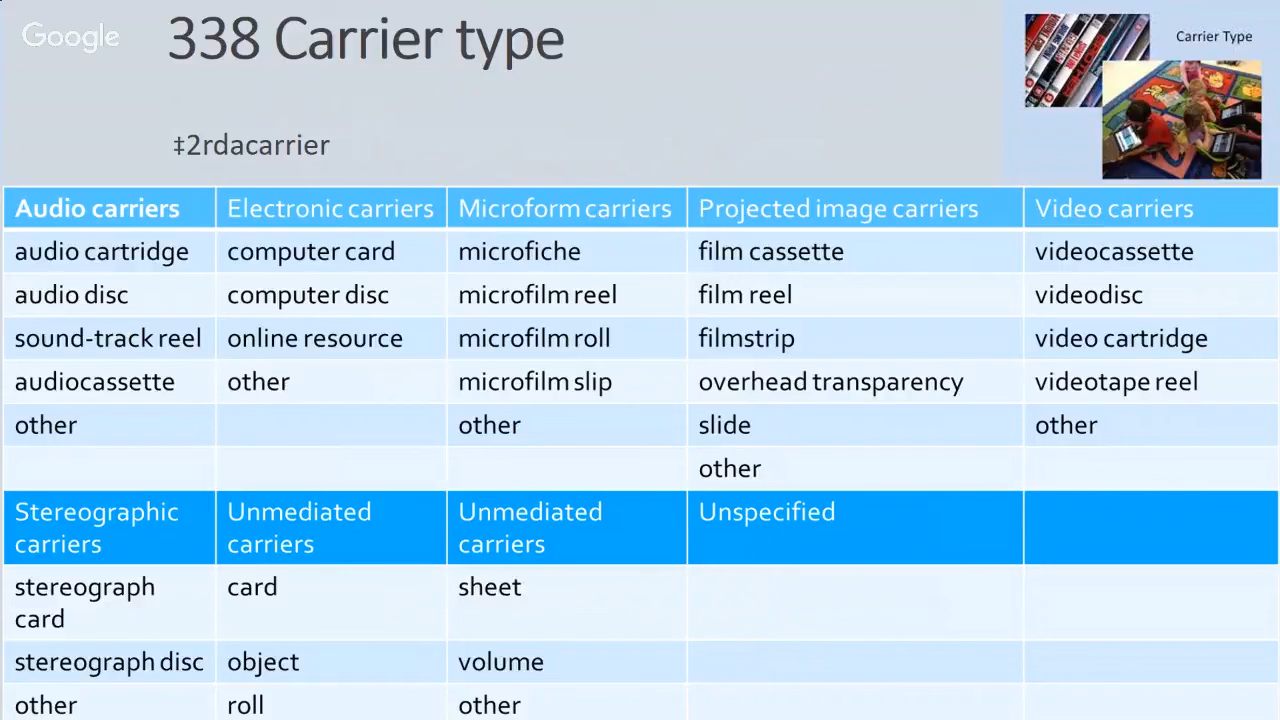 Google
338 Carrier type
Carrier Type
‡2rdacarrier
Audio carriers Electronic carriers Microform carriers Projected image carriers Video carriers
audio cartridge computer card microfiche film cassette videocassette
audio disc computer disc microfilm reel film reel videodisc
sound-track reel online resource microfilm roll filmstrip video cartridge
audiocassette other microfilm slip overhead transparency videotape reel
other other slide other
other
Stereographic carriers Unmediated carriers Unmediated carriers Unspecified
stereograph card card sheet
stereograph disc object volume
other roll other